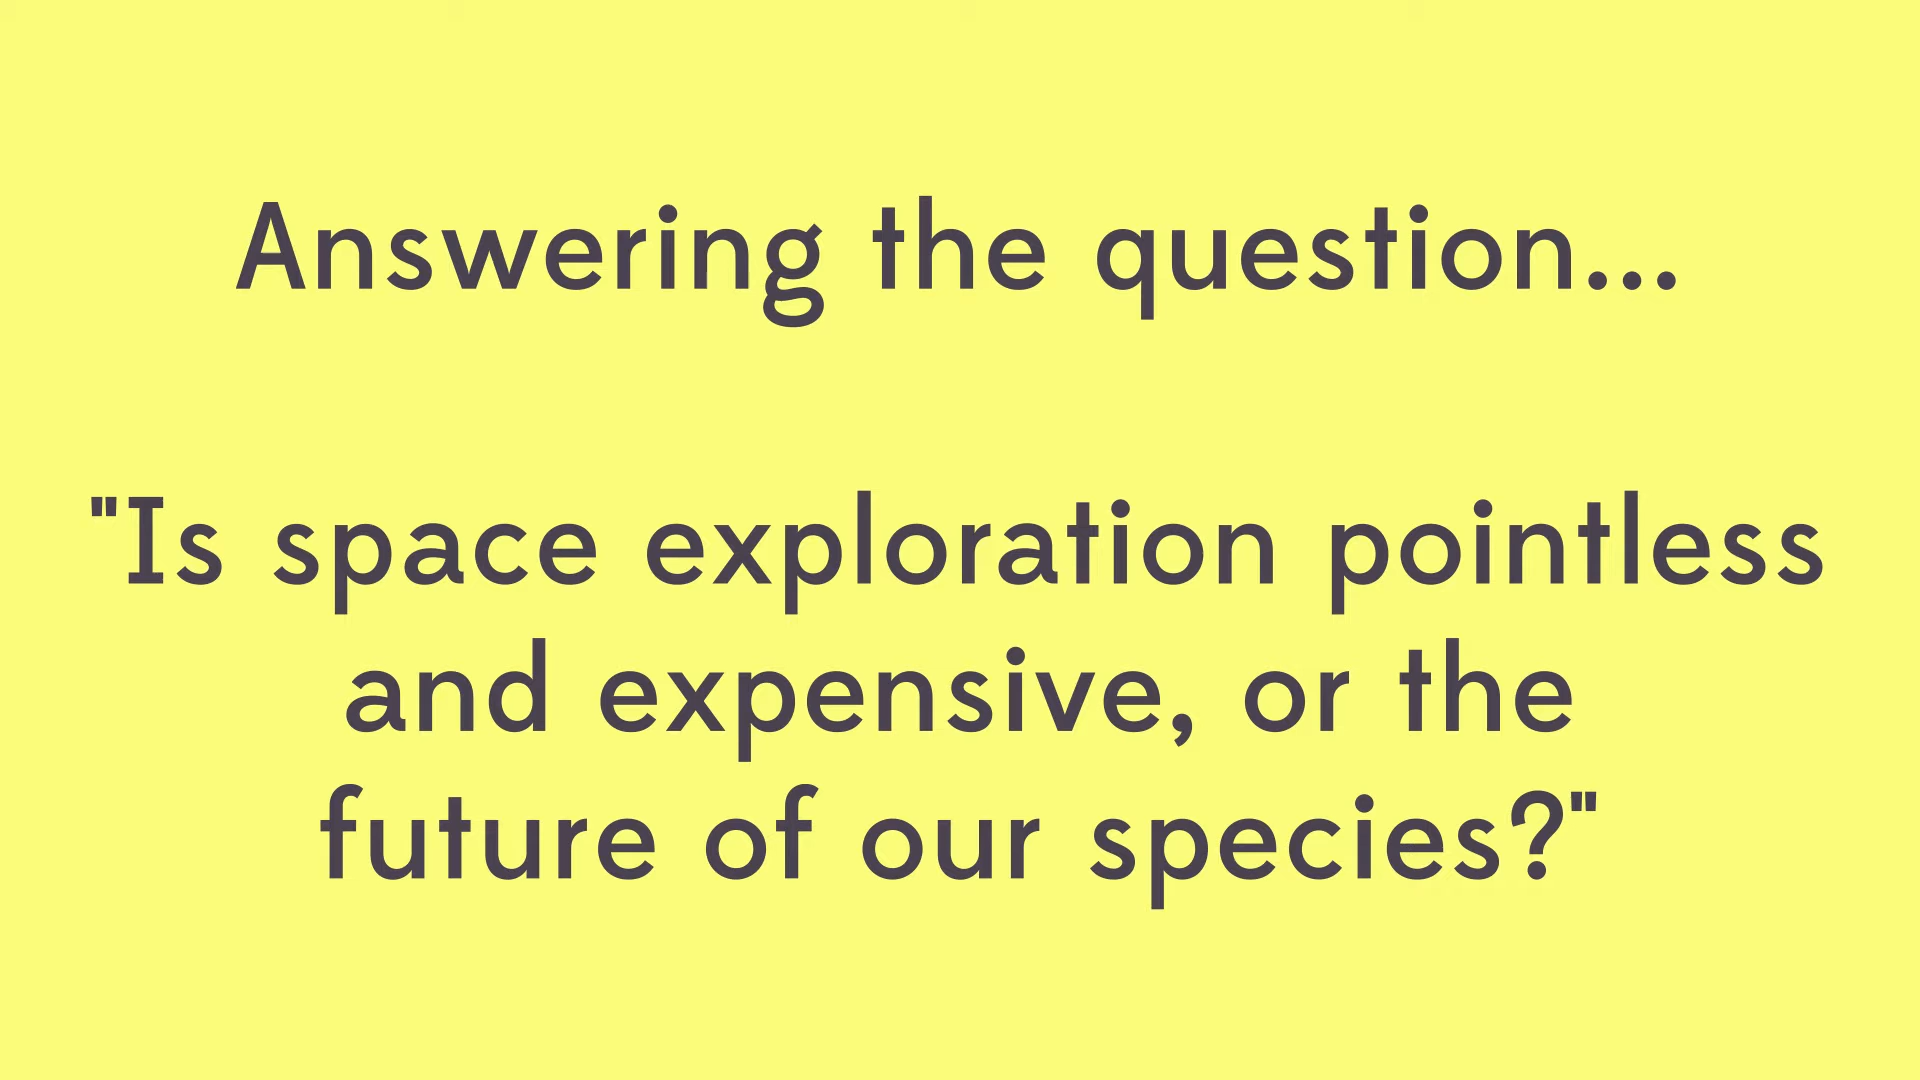 Answering the question...
"Is space exploration pointless
and expensive, or the
future of our species?"